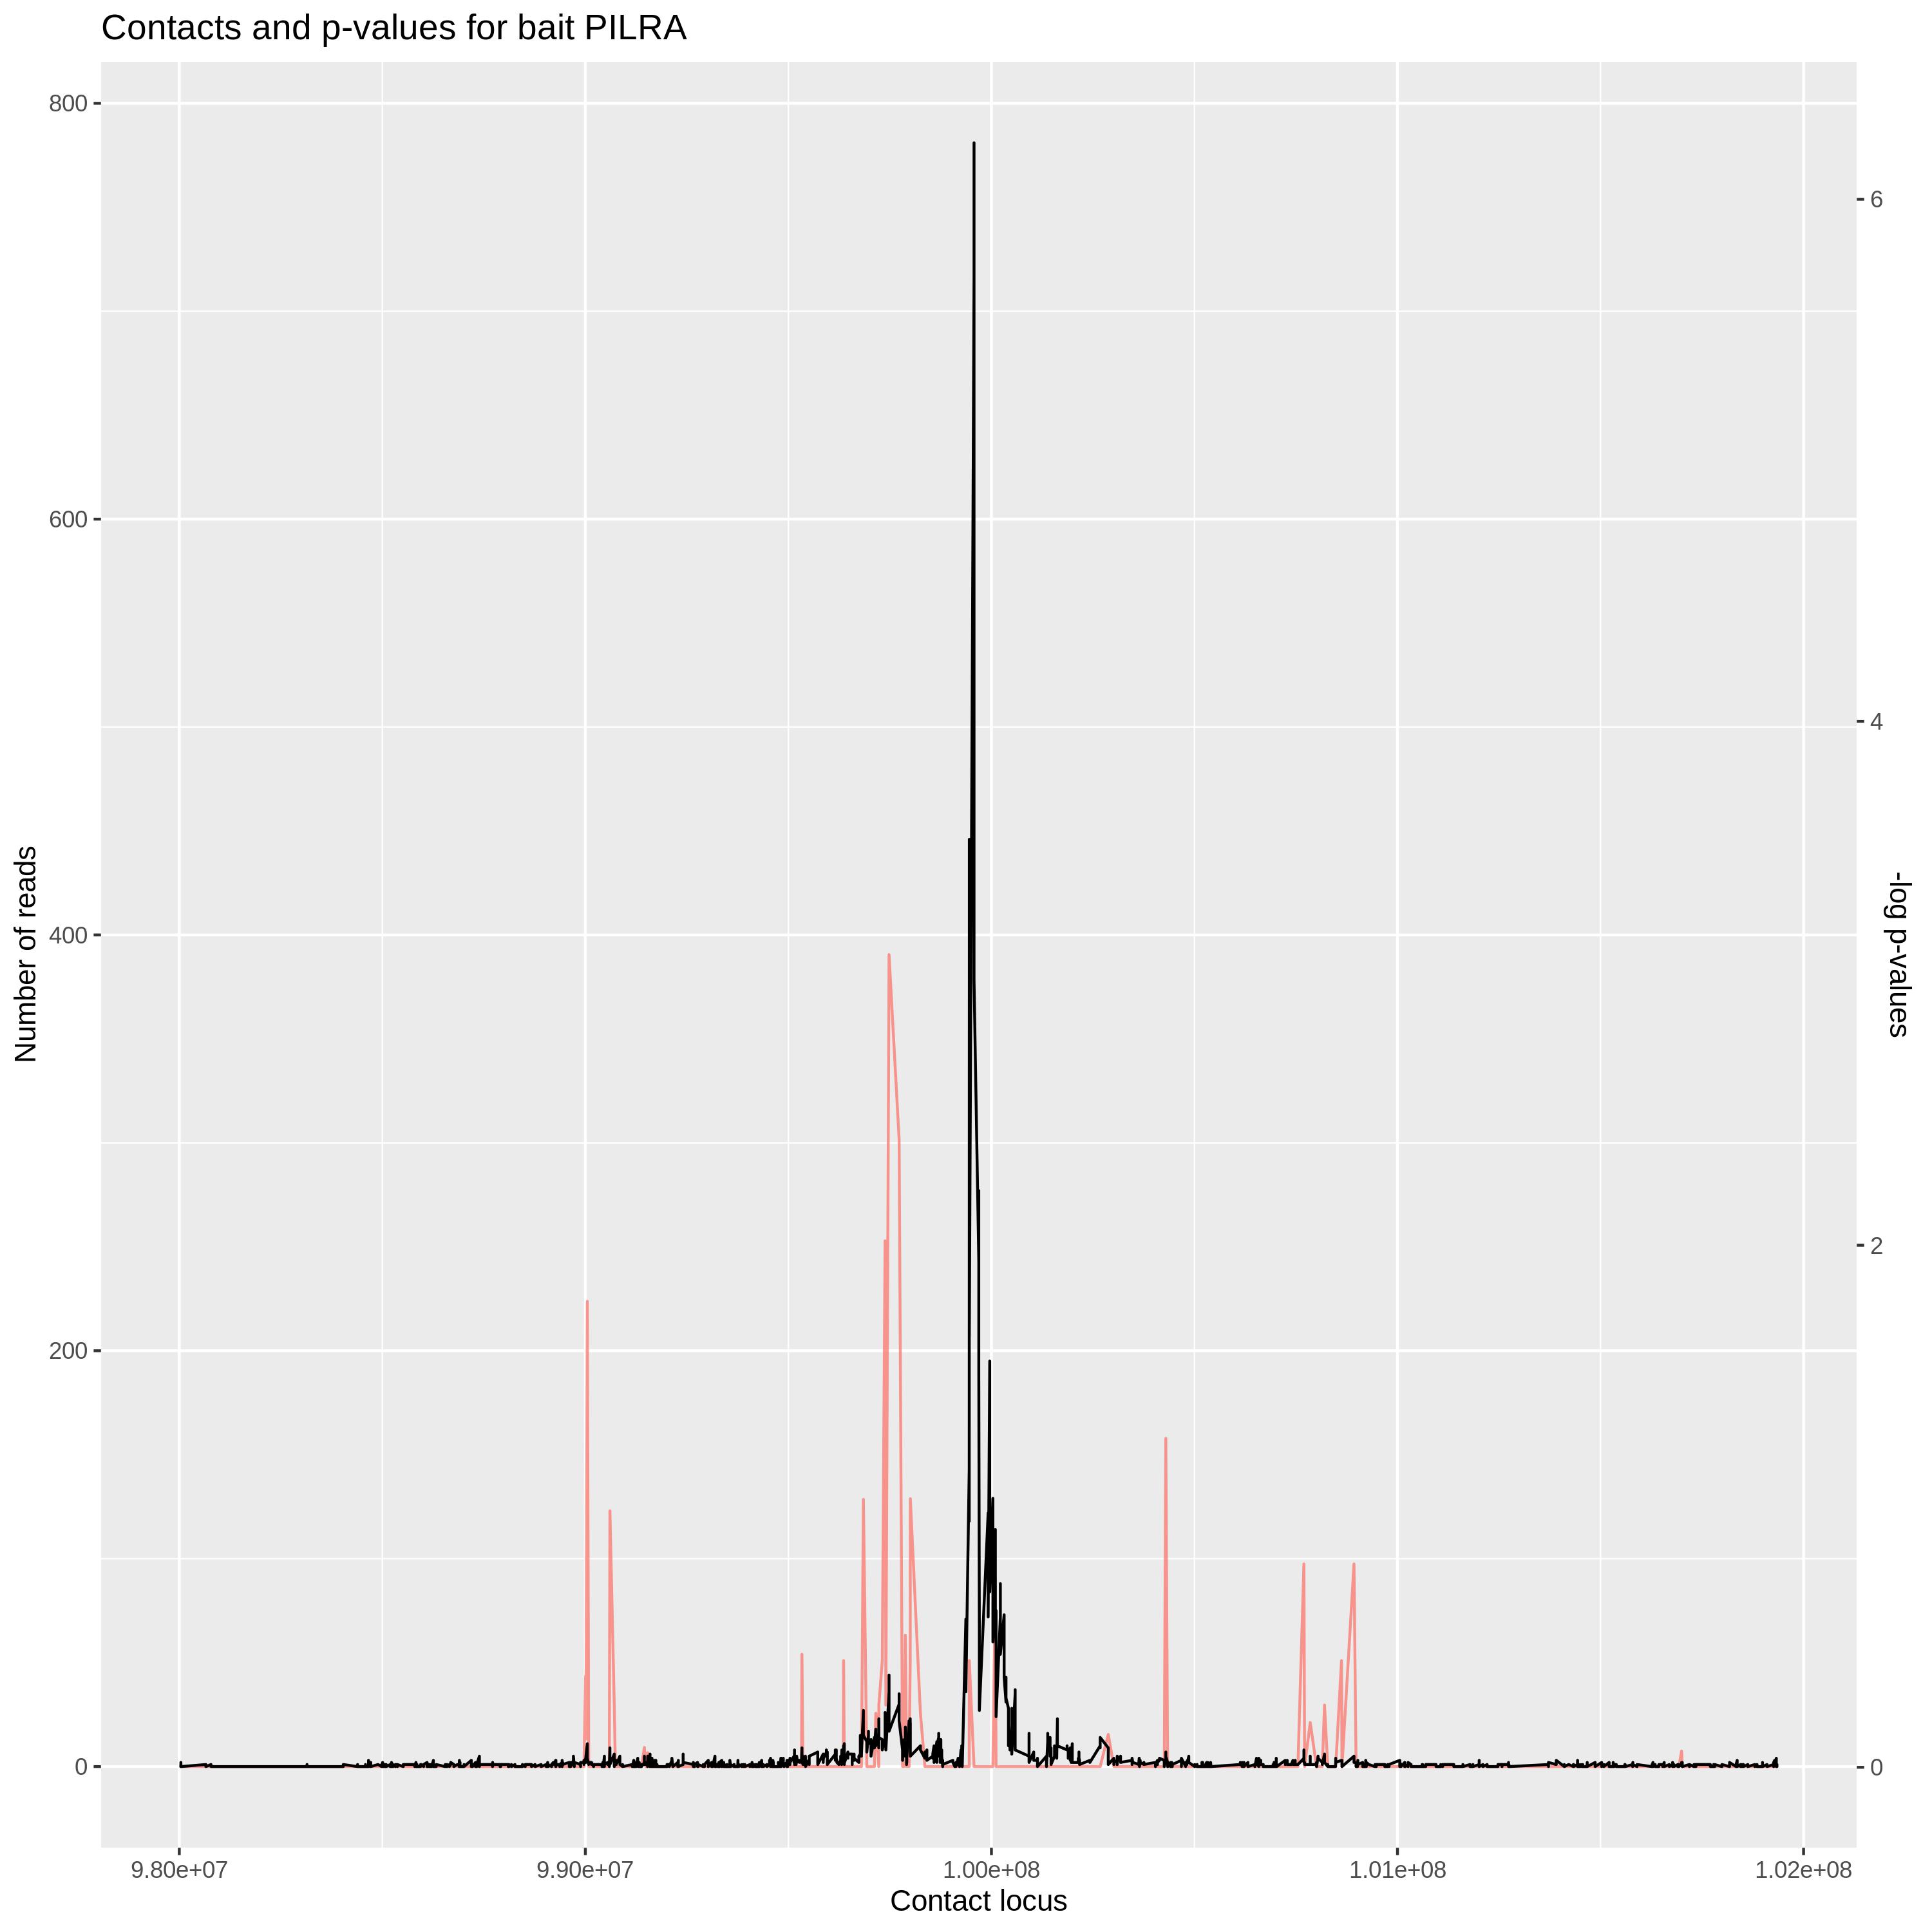 Contacts and p-values for bait PILRA
800
600
400
200
0
Number of reads
6
4
2
0
-log p-values
9.80e+07
9.90e+07
1.00e+08
1.01e+08
1.02e+08
Contact locus